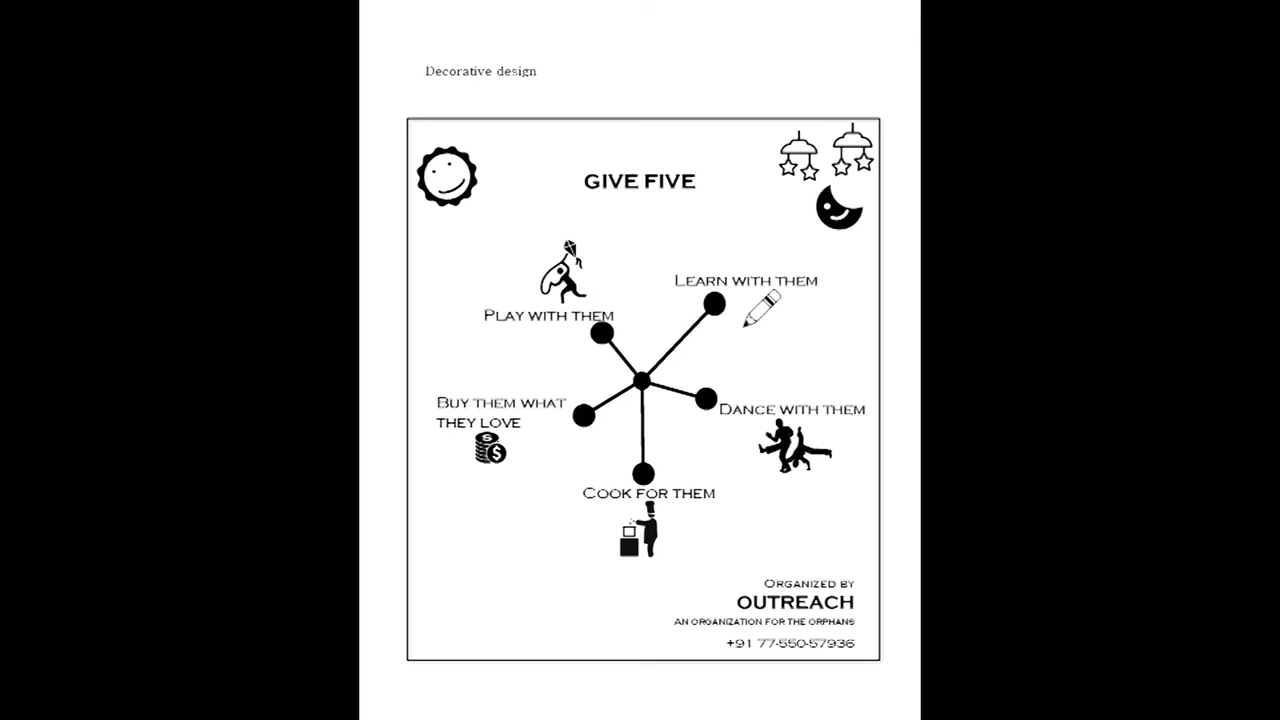 Decorative design
GIVE FIVE
LEARN WITH THEM
PLAY WITH THEM
BUY THEM WHAT
THEY LOVE
DANCE WITH THEM
COOK FOR THEM
ORGANIZED BY
OUTREACH
AN ORGANIZATION FOR THE ORPHANS
+91 77-550-57936